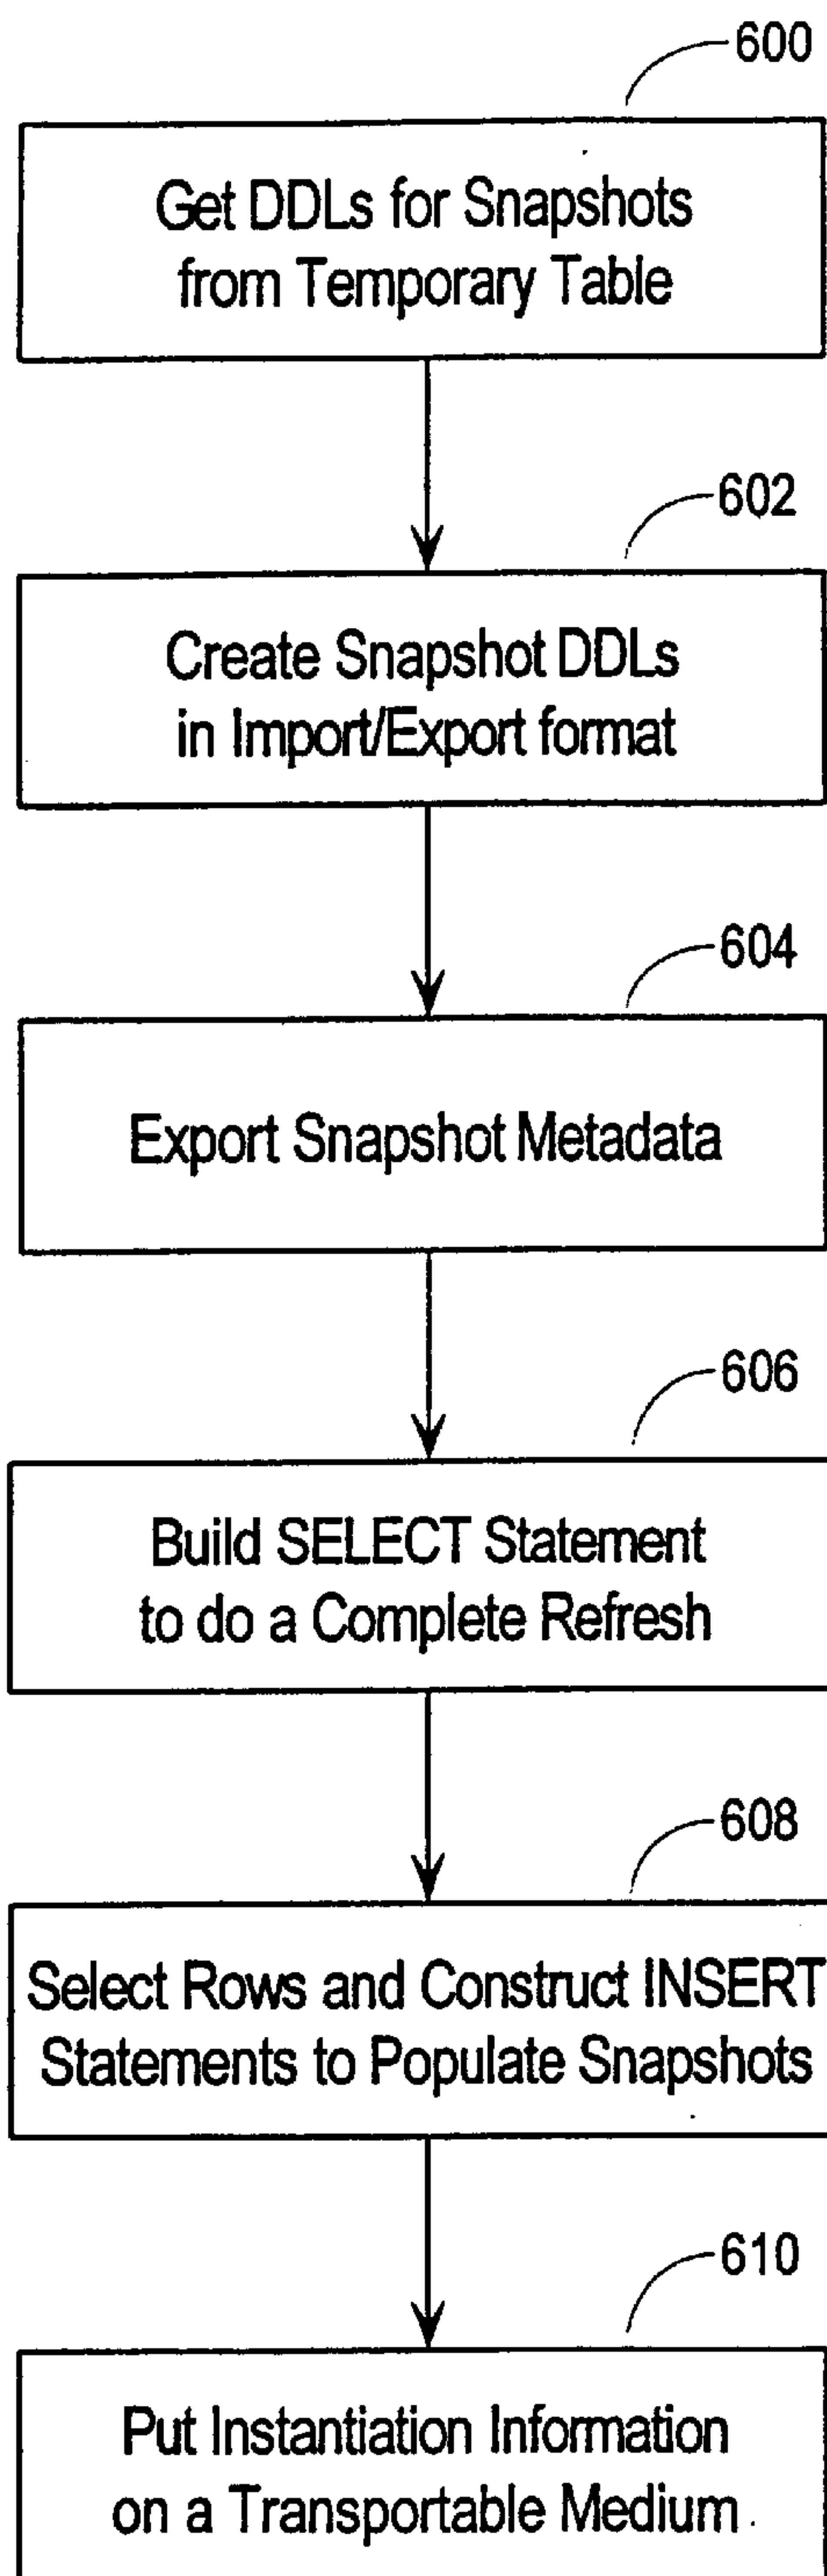 600
Get DDLs for Snapshots
from Temporary Table
602
Create Snapshot DDLs
in Import/Export format
604
Export Snapshot Metadata
606
Build SELECT Statement
to do a Complete Refresh
608
Select Rows and Construct INSERT
Statements to Populate Snapshots
610
Put Instantiation Information
on a Transportable Medium